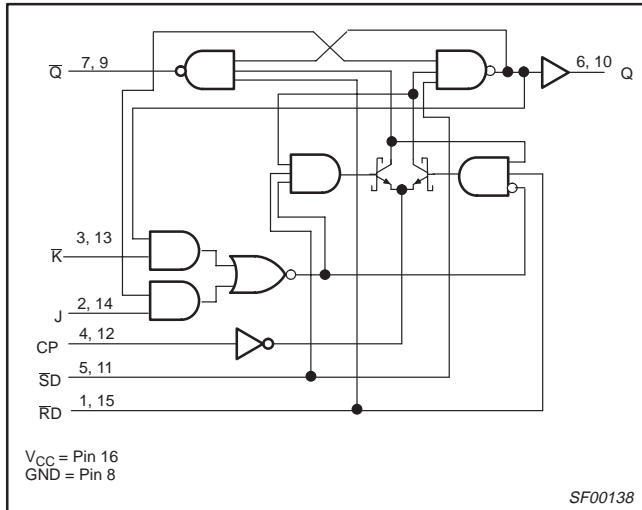 Q̅ 7, 9
6, 10 Q
K̅ 3, 13
J 2, 14
CP 4, 12
S̅D̅ 5, 11
R̅D̅ 1, 15
VCC = Pin 16
GND = Pin 8
SF00138